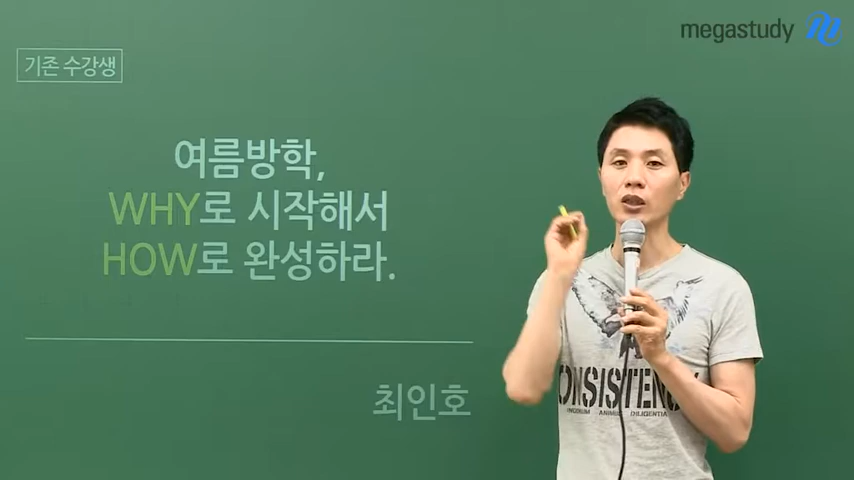 megastudy
기존 수강생
여름방학,
WHY로 시작해서
HOW로 완성하라.
최인호
CONSISTENCY